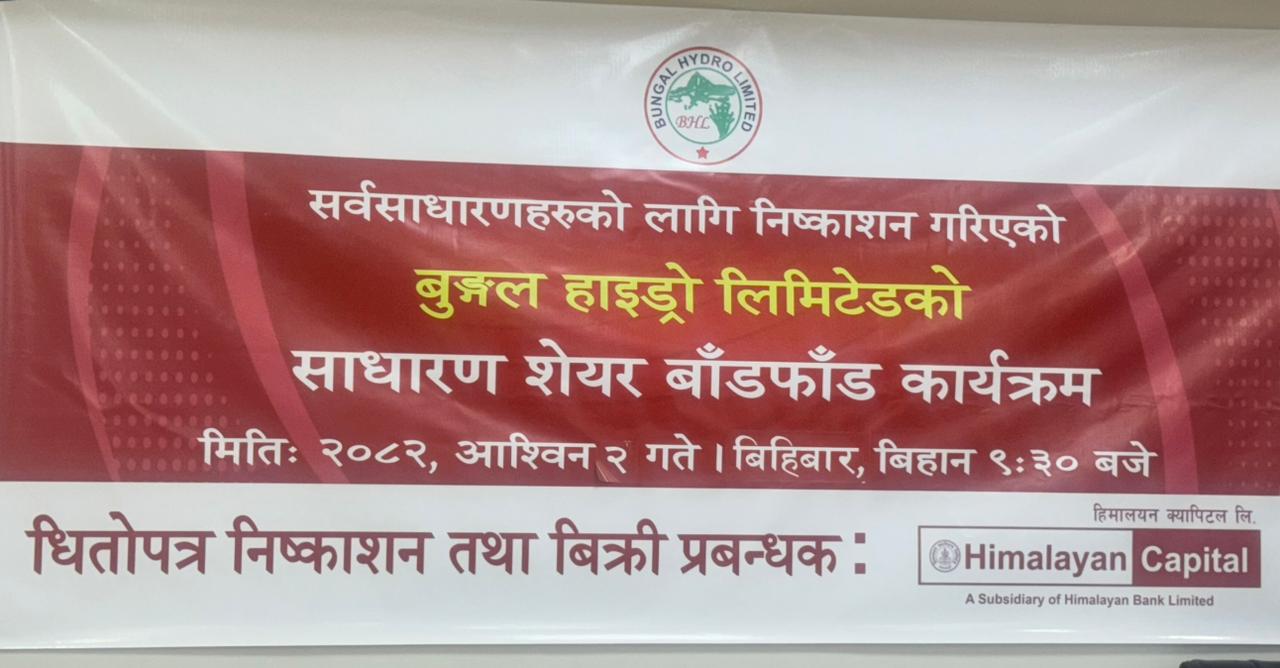 BUNGAL HYDRO LIMITED
BHL
सर्वसाधारणहरुको लागि निष्काशन गरिएको
बुङ्गल हाइड्रो लिमिटेडको
साधारण शेयर बाँडफाँड कार्यक्रम
मितिः २०८२, आश्विन २ गते । बिहिबार, बिहान ९:३० बजे
धितोपत्र निष्काशन तथा बिक्री प्रबन्धक :
हिमालयन क्यापिटल लि.
Himalayan Capital
A Subsidiary of Himalayan Bank Limited